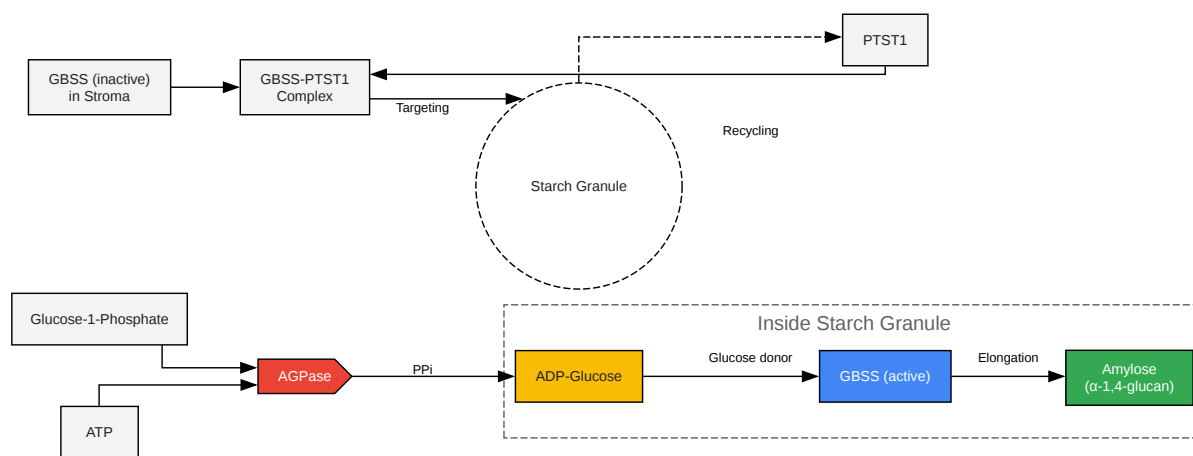 PTST1
GBSS (inactive)
in Stroma
GBSS-PTST1
Complex
Targeting
Recycling
Starch Granule
Glucose-1-Phosphate
Inside Starch Granule
AGPase
PPi
ADP-Glucose
Glucose donor
GBSS (active)
Elongation
Amylose
(α-1,4-glucan)
ATP